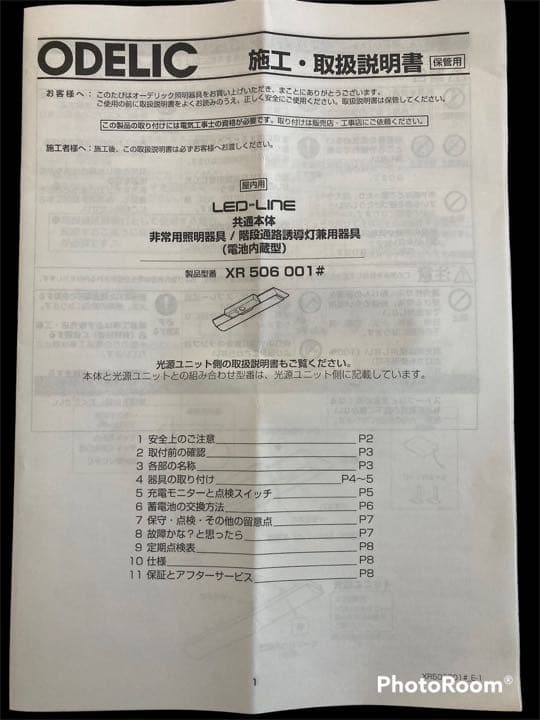 ODELIC 施工・取扱説明書 保管用
お客様へ：このたびはオーデリック照明器具をお買い上げいただき、まことにありがとうございます。
ご使用の前に取扱説明書をよくお読みのうえ、正しく安全にご使用ください。取扱説明書は保管してください。
この製品の取り付けには電気工事士の資格が必要です。取り付けは販売店・工事店にご依頼ください。
施工者様へ：施工後、この取扱説明書は必ずお客様へお渡しください。
屋内用
LED-LINE
共通本体
非常用照明器具 / 階段通路誘導灯兼用器具
(電池内蔵型)
製品型番 XR 506 001#
光源ユニット側の取扱説明書もご覧ください。
本体と光源ユニットとの組み合わせ型番は、光源ユニット側に記載しています。
1 安全上のご注意 P2
2 取付前の確認 P3
3 各部の名称 P3
4 器具の取り付け P4～5
5 充電モニターと点検スイッチ P5
6 蓄電池の交換方法 P6
7 保守・点検・その他の留意点 P7
8 故障かな？と思ったら P7
9 定期点検表 P8
10 仕様 P8
11 保証とアフターサービス P8
XR506001#_E-1
1
PhotoRoom®